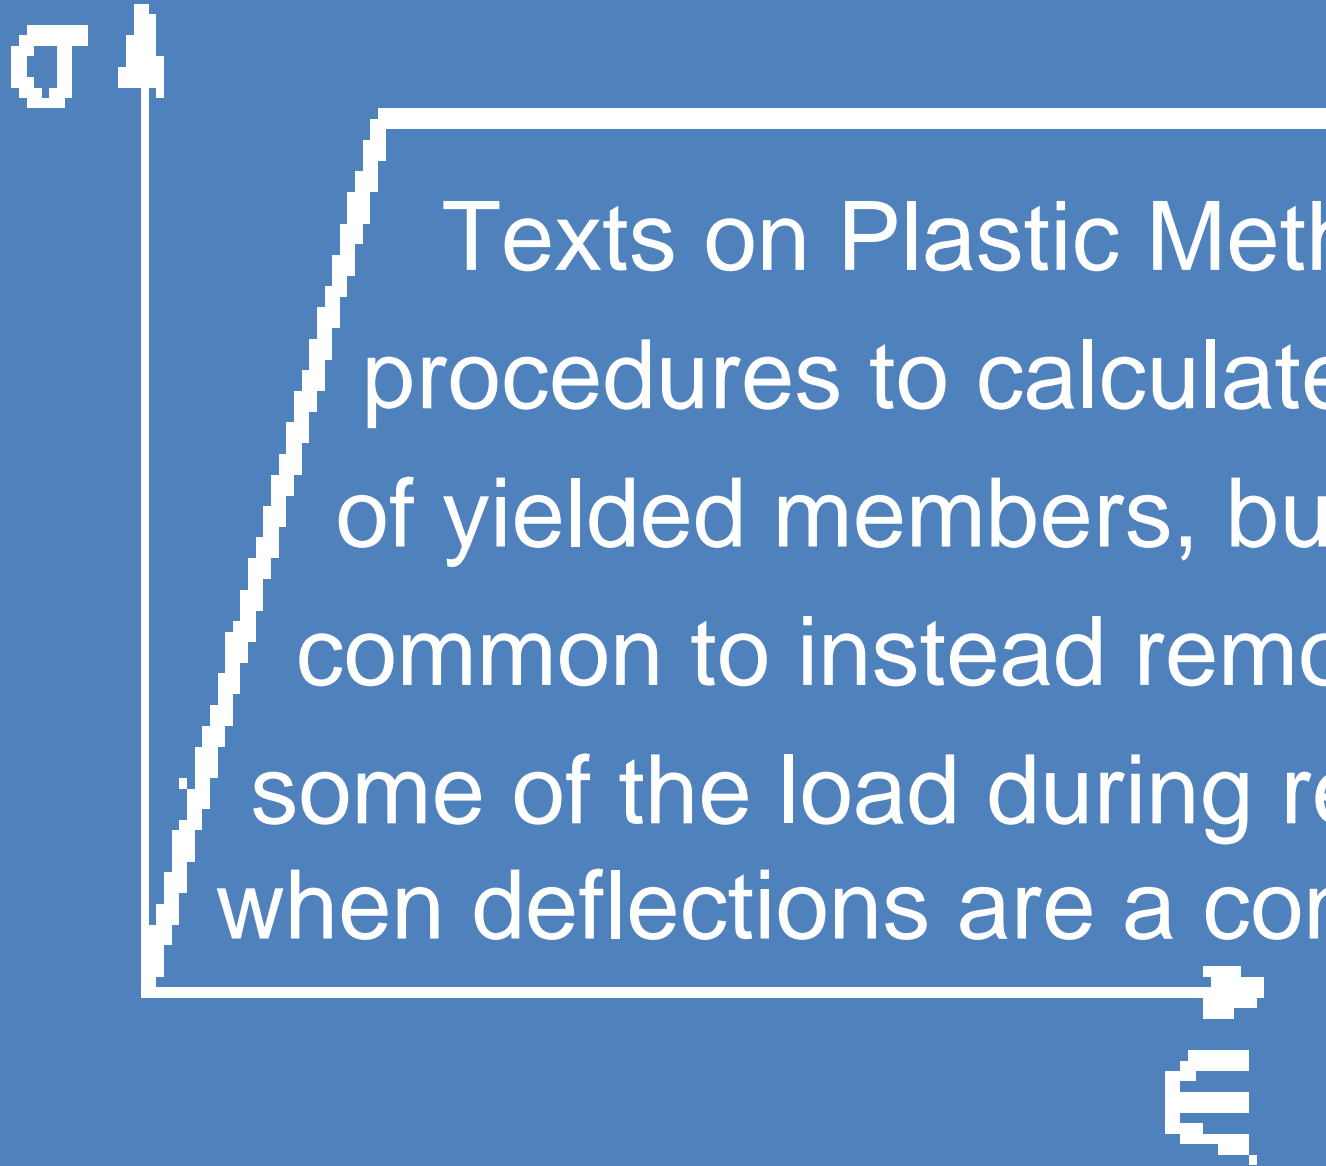 σ
Texts on Plastic Meth
procedures to calculate
of yielded members, bu
common to instead remo
some of the load during re
when deflections are a con
ϵ